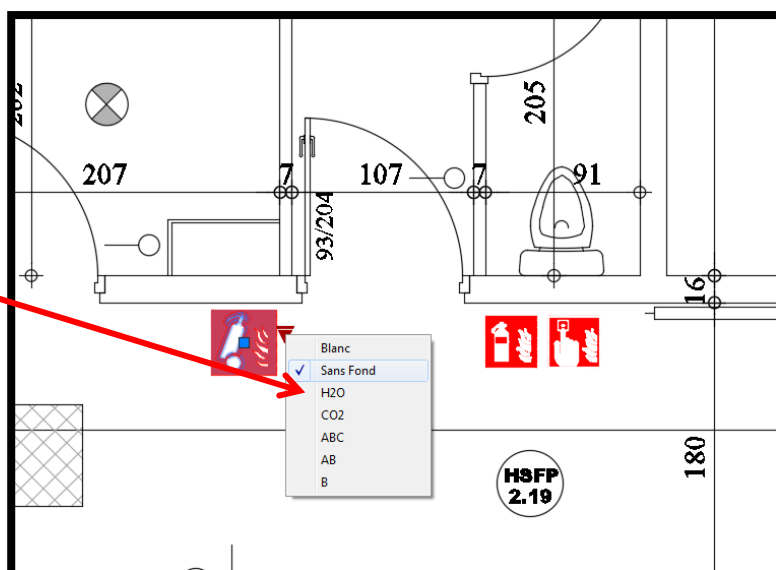 205
207
7
107
7
91
93/204
16
Blanc
✓ Sans Fond
H2O
CO2
ABC
AB
B
180
HSFP
2.19